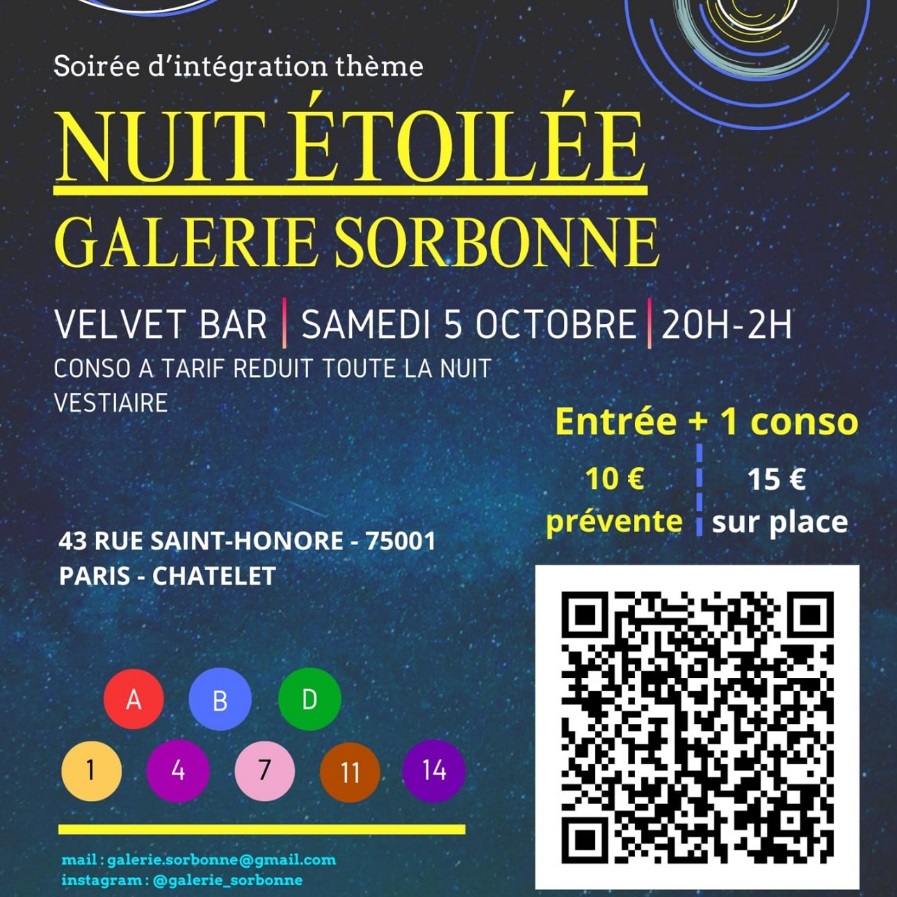 Soirée d'intégration thème
NUIT ÉTOILÉE
GALERIE SORBONNE
VELVET BAR | SAMEDI 5 OCTOBRE | 20H-2H
CONSO A TARIF REDUIT TOUTE LA NUIT
VESTIAIRE
Entrée + 1 conso
10 € 15 €
prévente sur place
43 RUE SAINT-HONORE - 75001
PARIS - CHATELET
A B D
1 4 7 11 14
mail : galerie.sorbonne@gmail.com
instagram : @galerie_sorbonne